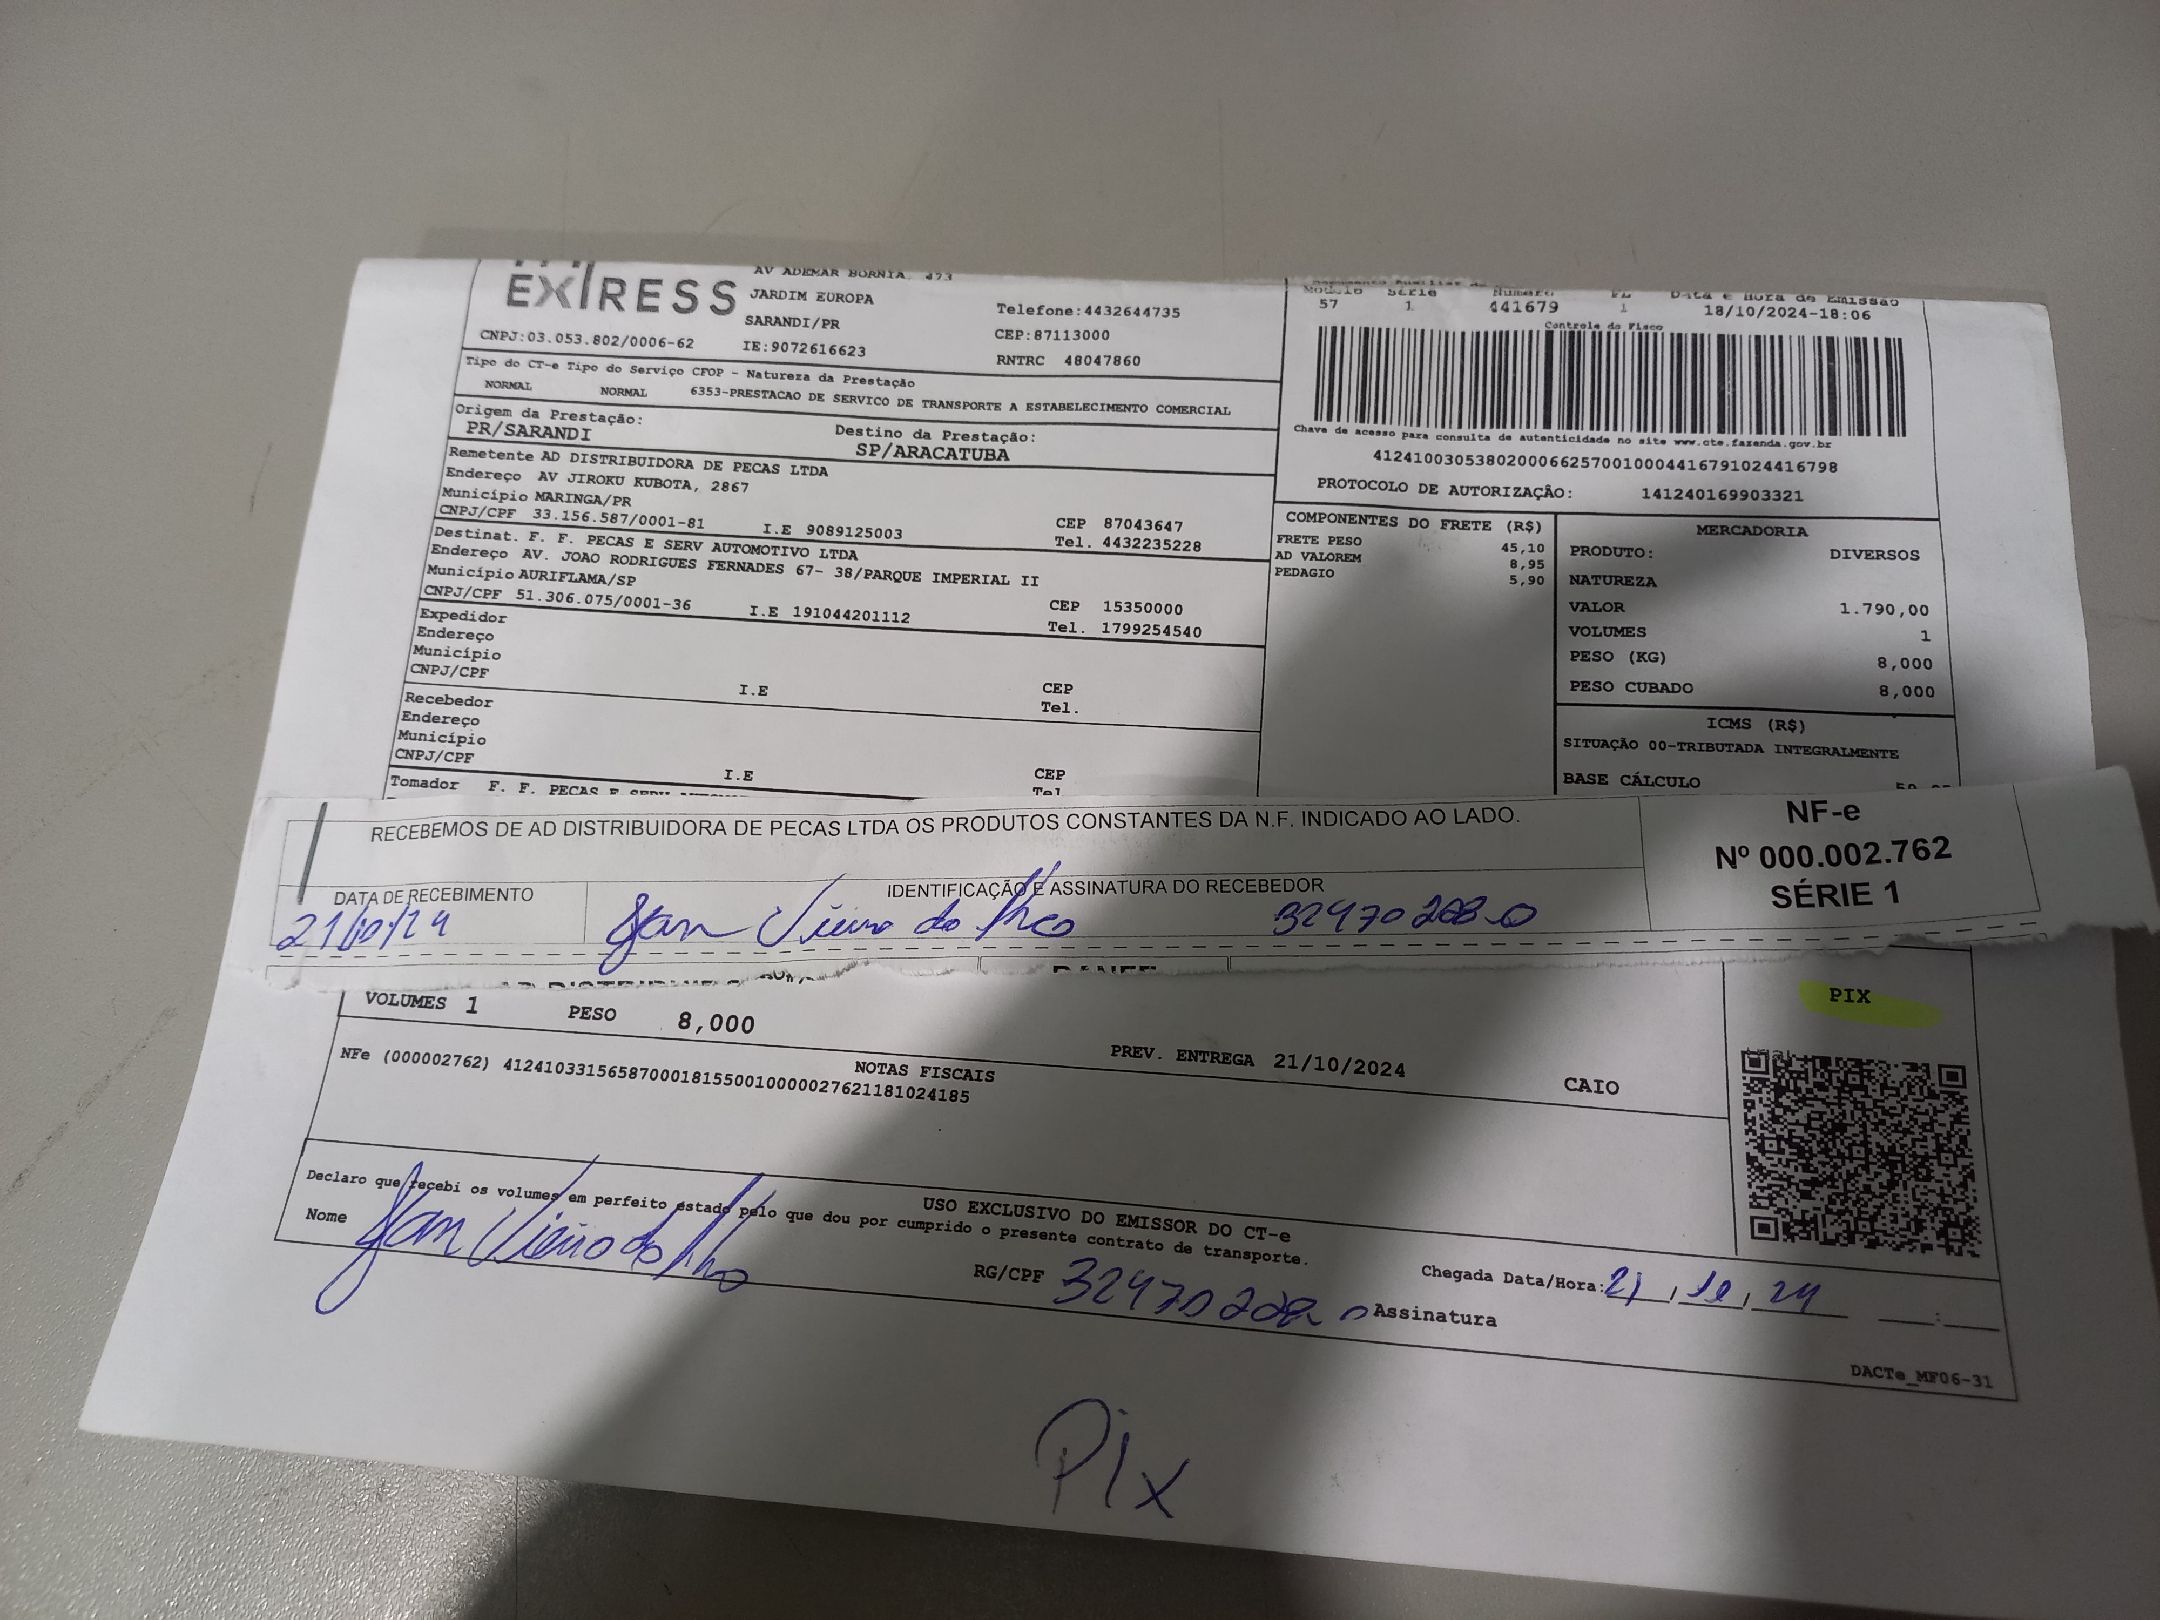 EXPRESS
AV ADEMAR BORNIA, 473
JARDIM EUROPA
SARANDI/PR
Telefone:4432644735
CEP:87113000
CNPJ:03.053.802/0006-62
IE:9072616623
RNTRC 48047860
Modelo Série Número FL Data e Hora de Emissão
57 1 441679 1 18/10/2024-18:06
Controle do Fisco
Chave de acesso para consulta de autenticidade no site www.cte.fazenda.gov.br
41241003053802000662570010004416791024416798
PROTOCOLO DE AUTORIZAÇÃO: 141240169903321
Tipo do CT-e Tipo do Serviço CFOP - Natureza da Prestação
NORMAL NORMAL 6353-PRESTACAO DE SERVICO DE TRANSPORTE A ESTABELECIMENTO COMERCIAL
Origem da Prestação: Destino da Prestação:
PR/SARANDI SP/ARACATUBA
Remetente AD DISTRIBUIDORA DE PECAS LTDA
Endereço AV JIROKU KUBOTA, 2867
Município MARINGA/PR CEP 87043647
CNPJ/CPF 33.156.587/0001-81 I.E 9089125003 Tel. 4432235228
Destinat. F. F. PECAS E SERV AUTOMOTIVO LTDA
Endereço AV. JOAO RODRIGUES FERNADES 67- 38/PARQUE IMPERIAL II
Município AURIFLAMA/SP CEP 15350000
CNPJ/CPF 51.306.075/0001-36 I.E 191044201112 Tel. 1799254540
Expedidor
Endereço
Município CEP
CNPJ/CPF I.E Tel.
Recebedor
Endereço
Município CEP
CNPJ/CPF I.E Tel
Tomador F. F. PECAS E SERV
COMPONENTES DO FRETE (R$)
FRETE PESO 45,10
AD VALOREM 8,95
PEDAGIO 5,90
MERCADORIA
PRODUTO: DIVERSOS
NATUREZA
VALOR 1.790,00
VOLUMES 1
PESO (KG) 8,000
PESO CUBADO 8,000
ICMS (R$)
SITUAÇÃO 00-TRIBUTADA INTEGRALMENTE
BASE CÁLCULO
RECEBEMOS DE AD DISTRIBUIDORA DE PECAS LTDA OS PRODUTOS CONSTANTES DA N.F. INDICADO AO LADO.
NF-e
Nº 000.002.762
SÉRIE 1
DATA DE RECEBIMENTO IDENTIFICAÇÃO E ASSINATURA DO RECEBEDOR
21/10/24 32470208-0
VOLUMES 1 PESO 8,000
PREV. ENTREGA 21/10/2024
CAIO
PIX
NOTAS FISCAIS
NFe (000002762) 41241033156587000181550010000027621181024185
USO EXCLUSIVO DO EMISSOR DO CT-e
Declaro que recebi os volumes em perfeito estado pelo que dou por cumprido o presente contrato de transporte.
Nome
RG/CPF
Chegada Data/Hora: 21, 10, 24 :
Assinatura
DACTe_MF06-31
Pix